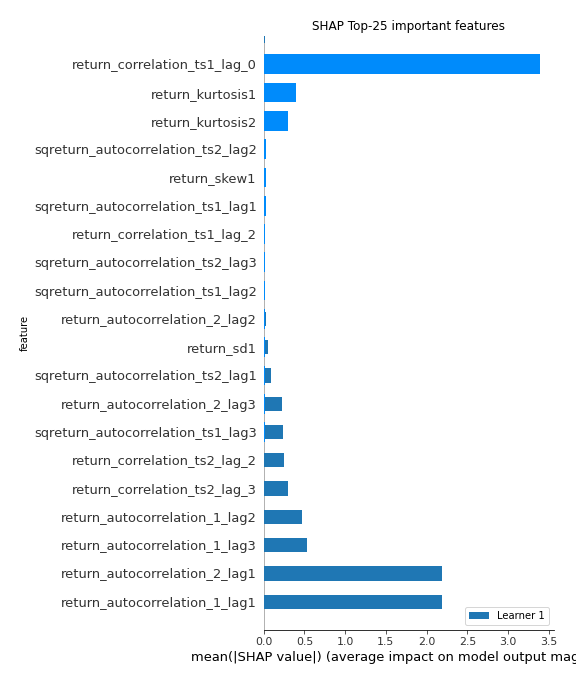 SHAP Top-25 important features
return_correlation_ts1_lag_0
return_kurtosis1
return_kurtosis2
sqreturn_autocorrelation_ts2_lag2
return_skew1
sqreturn_autocorrelation_ts1_lag1
return_correlation_ts1_lag_2
sqreturn_autocorrelation_ts2_lag3
sqreturn_autocorrelation_ts1_lag2
return_autocorrelation_2_lag2
return_sd1
sqreturn_autocorrelation_ts2_lag1
return_autocorrelation_2_lag3
sqreturn_autocorrelation_ts1_lag3
return_correlation_ts2_lag_2
return_correlation_ts2_lag_3
return_autocorrelation_1_lag2
return_autocorrelation_1_lag3
return_autocorrelation_2_lag1
return_autocorrelation_1_lag1
feature
Learner 1
0.0 0.5 1.0 1.5 2.0 2.5 3.0 3.5
mean(|SHAP value|) (average impact on model output mag